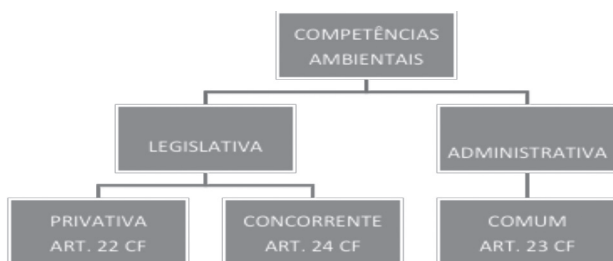 COMPETÊNCIAS
AMBIENTAIS
LEGISLATIVA
ADMINISTRATIVA
PRIVATIVA
ART. 22 CF
CONCORRENTE
ART. 24 CF
COMUM
ART. 23 CF